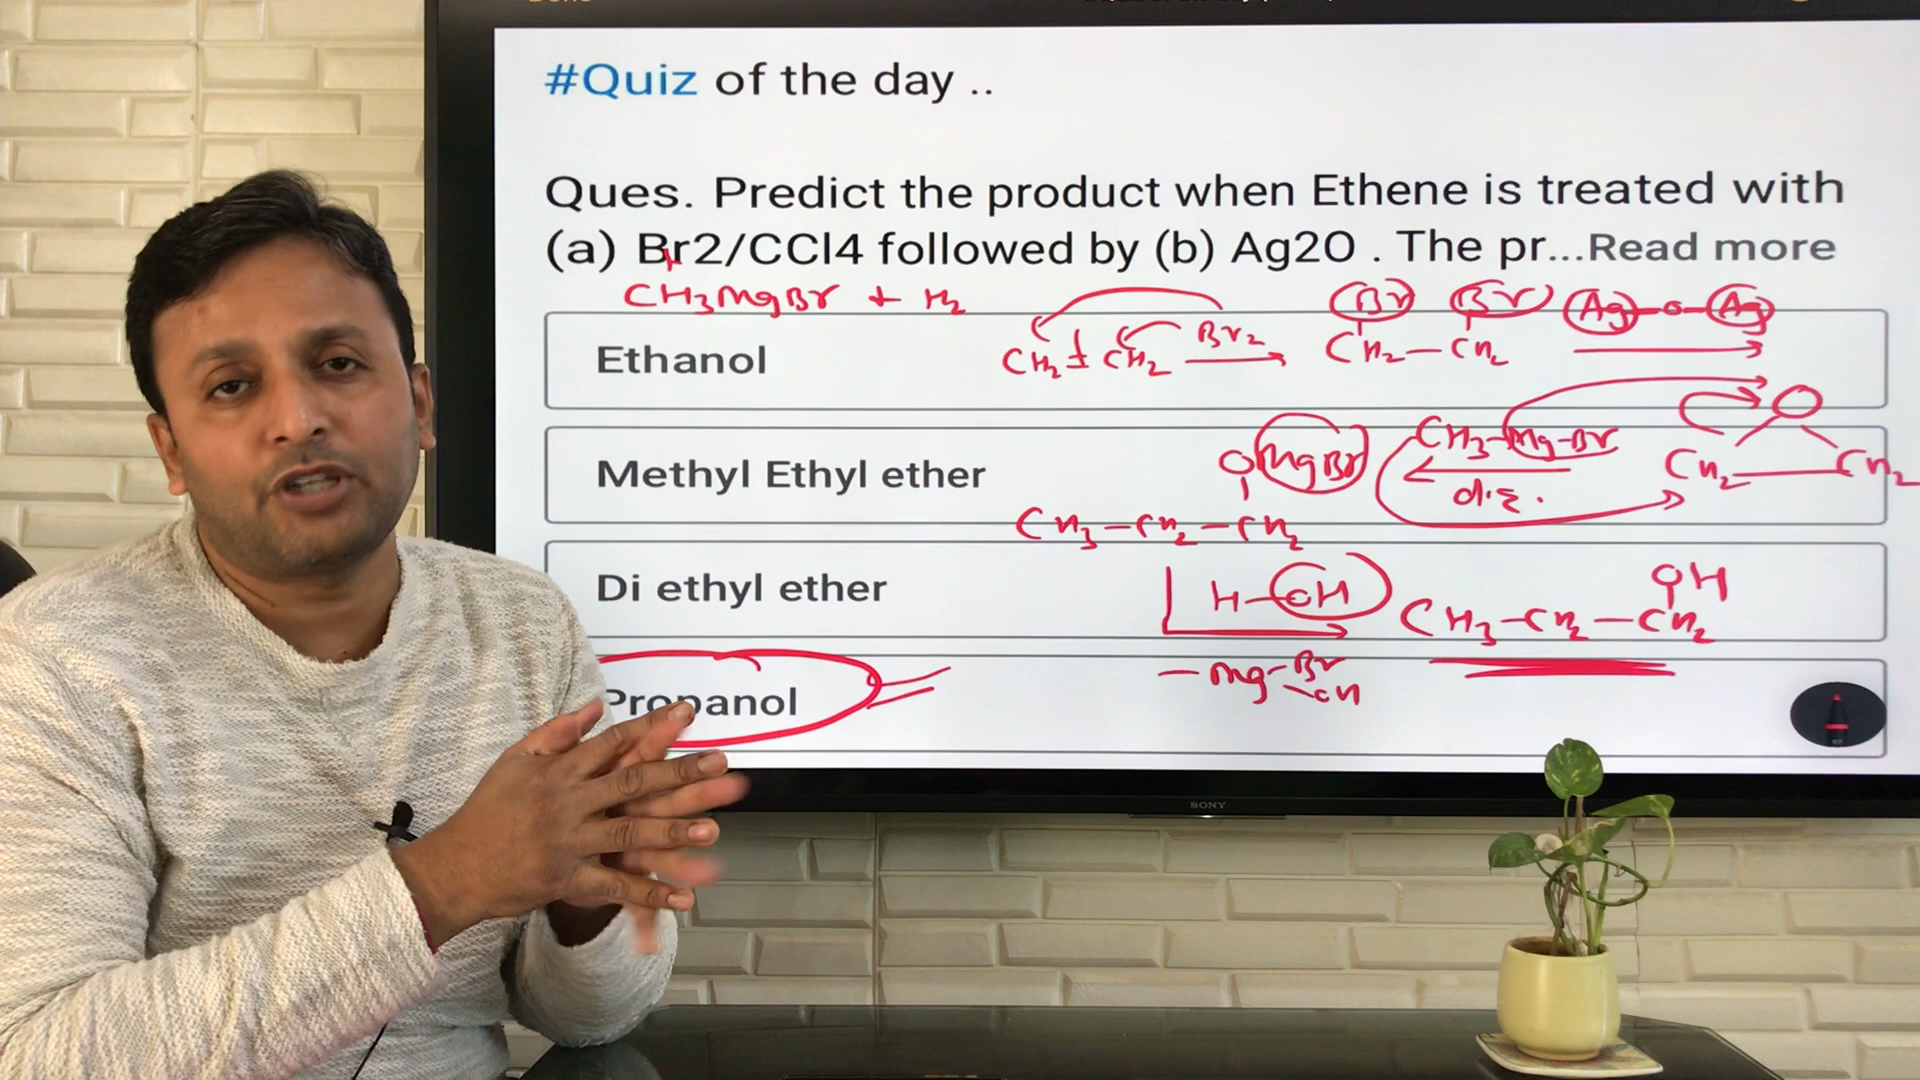 #Quiz of the day ..
Ques. Predict the product when Ethene is treated with
(a) Br2/CCl4 followed by (b) Ag2O . The pr...Read more
CH3MgBr + H2
Br Br Ag-O-Ag
Ethanol
CH2 ‡ CH2 Br2 CH2-CH2
O
Methyl Ethyl ether
OMgBr CH3-Mg-Br CH2 CH2
d.E.
CH3-CH2-CH2
Di ethyl ether
H-OH OH
CH3-CH2-CH2
Propanol
-Mg-Br
-OH
SONY